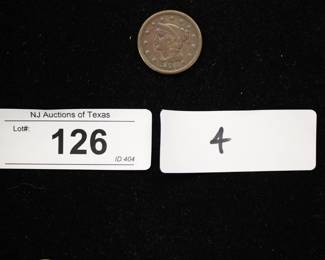 NJ Auctions of Texas
Lot#:
126
ID:404
4